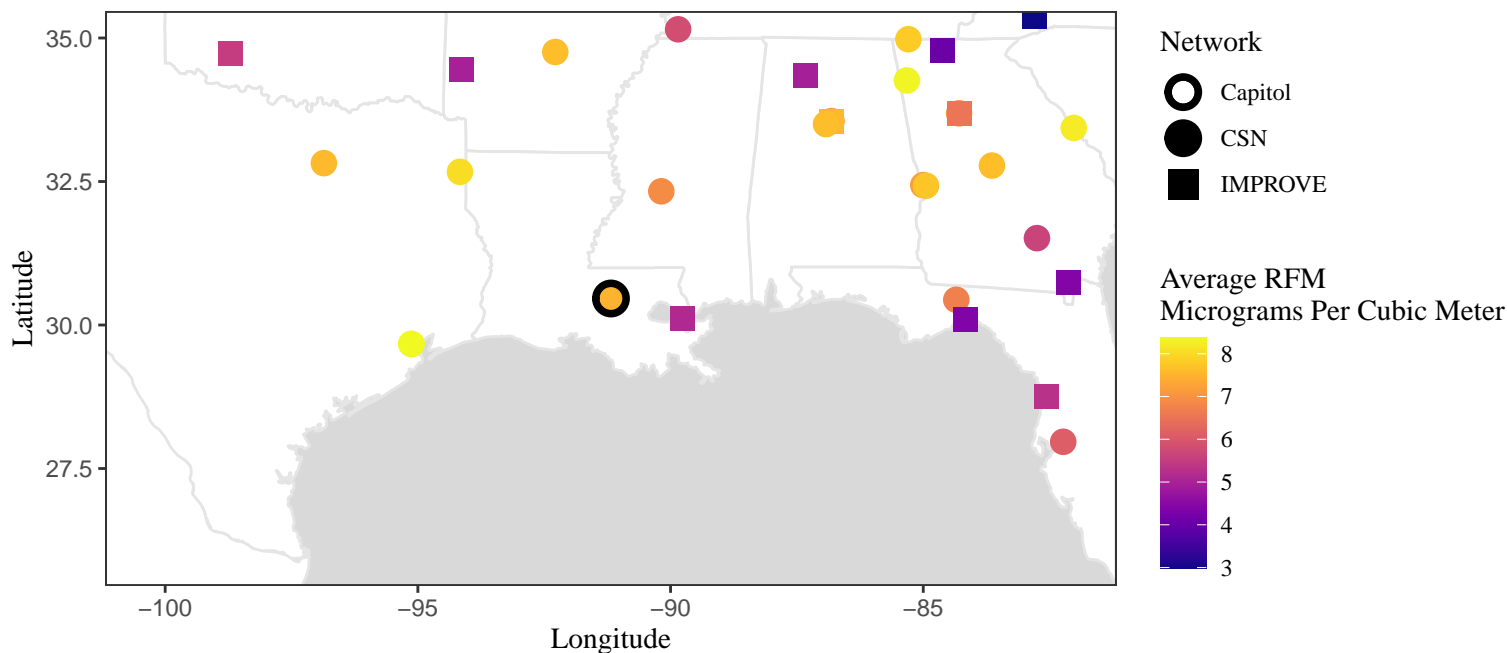 35.0
32.5
30.0
27.5
Latitude
−100
−95
−90
−85
Longitude
Network
Capitol
CSN
IMPROVE
Average RFM
Micrograms Per Cubic Meter
8
7
6
5
4
3